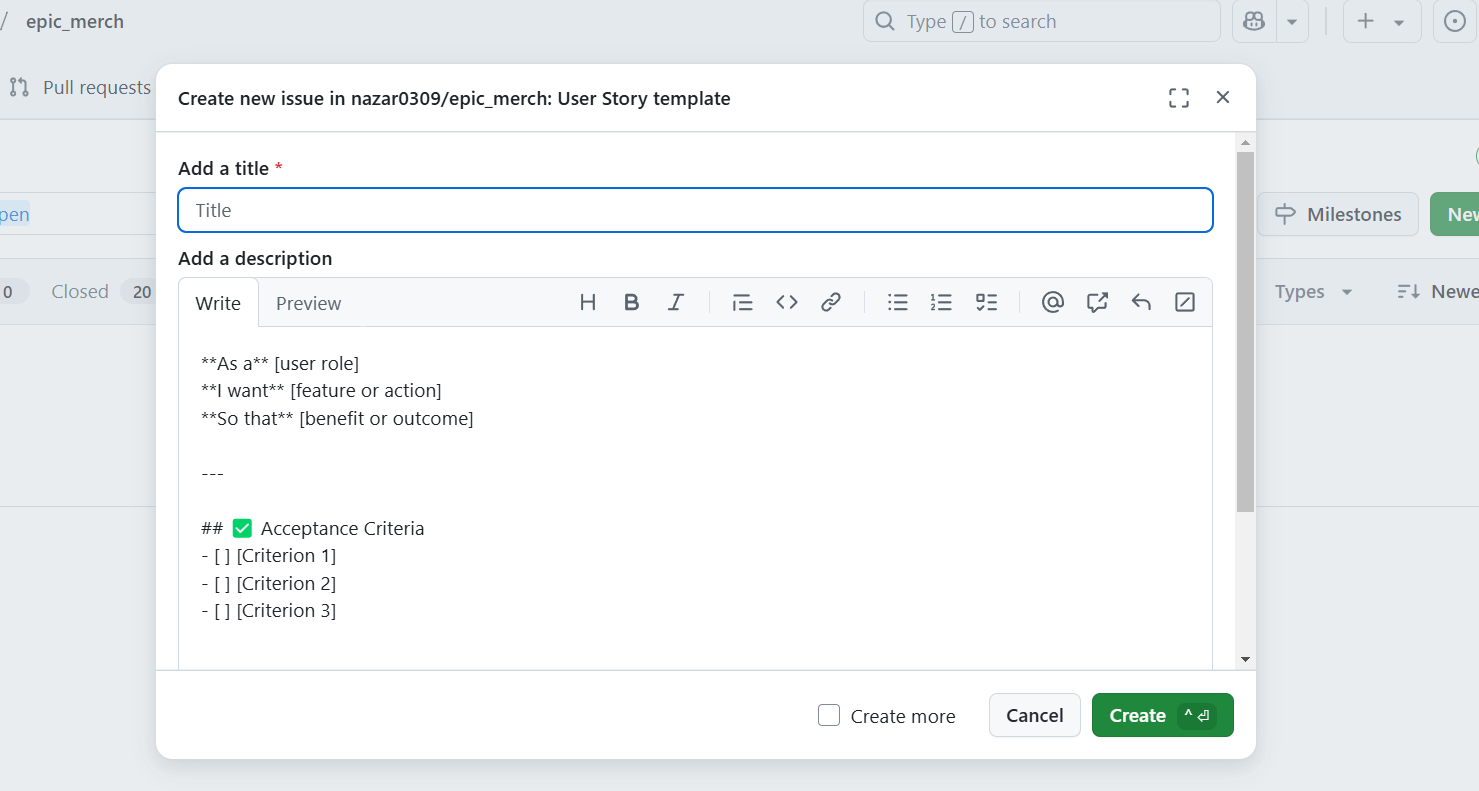 / epic_merch
Type / to search
Pull requests
Create new issue in nazar0309/epic_merch: User Story template
Add a title *
Title
pen
Milestones
New
Add a description
0 Closed 20
Write Preview
Types
Newe
**As a** [user role]
**I want** [feature or action]
**So that** [benefit or outcome]
---
## ✅ Acceptance Criteria
- [ ] [Criterion 1]
- [ ] [Criterion 2]
- [ ] [Criterion 3]
Create more
Cancel
Create ^ ⏎